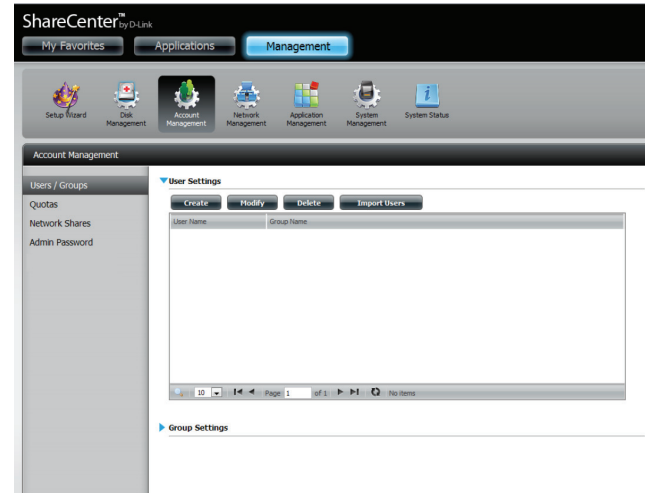 ShareCenter™ by D-Link
My Favorites Applications Management
Setup Wizard Disk Management Account Management Network Management Application Management System Management System Status
Account Management
Users / Groups
Quotas
Network Shares
Admin Password
User Settings
Create Modify Delete Import Users
User Name Group Name
10 Page 1 of 1 No items
Group Settings